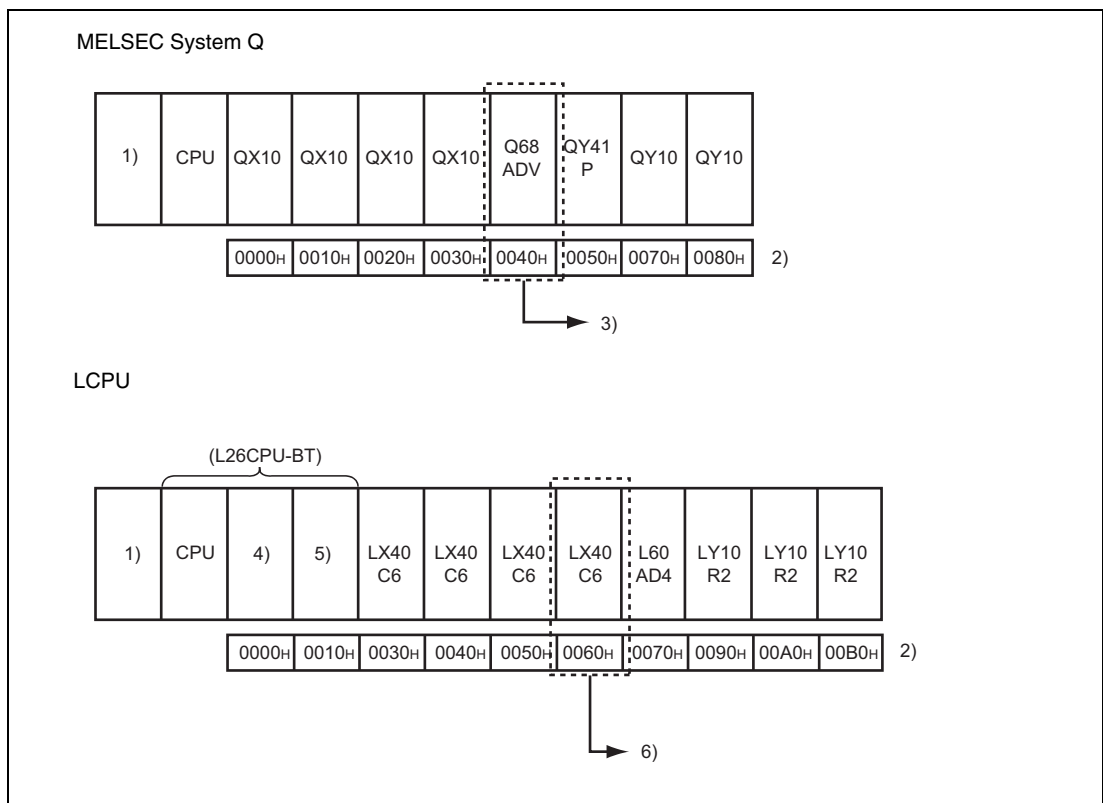 MELSEC System Q
1) CPU QX10 QX10 QX10 QX10 Q68 ADV QY41 P QY10 QY10
0000H 0010H 0020H 0030H 0040H 0050H 0070H 0080H 2)
3)
LCPU
(L26CPU-BT)
1) CPU 4) 5) LX40 C6 LX40 C6 LX40 C6 LX40 C6 L60 AD4 LY10 R2 LY10 R2 LY10 R2
0000H 0010H 0030H 0040H 0050H 0060H 0070H 0090H 00A0H 00B0H 2)
6)